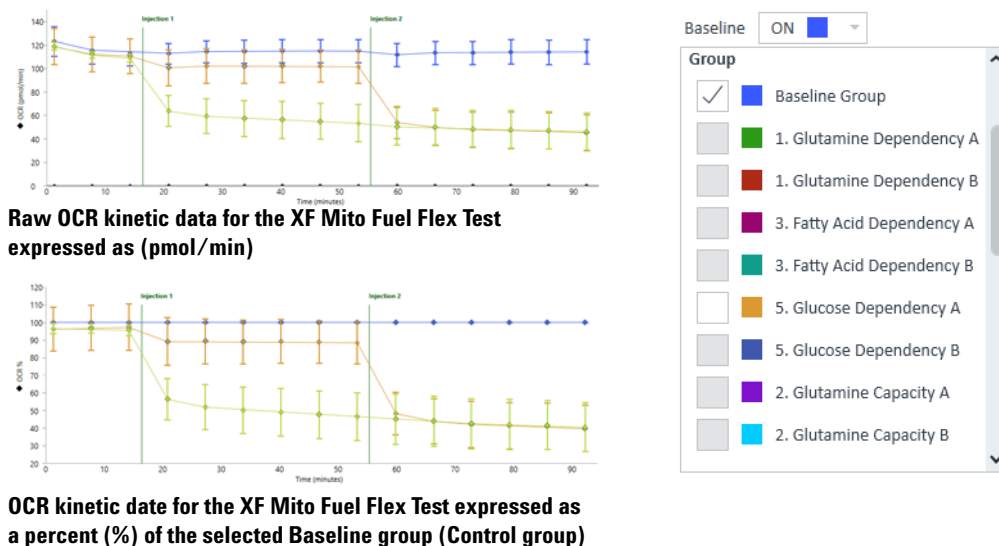 Injection 1
Injection 2
140
120
100
80
60
40
20
0
◆ OCR (pmol/min)
0 10 20 30 40 50 60 70 80 90
Time (minutes)
Raw OCR kinetic data for the XF Mito Fuel Flex Test
expressed as (pmol/min)
Injection 1
Injection 2
120
110
100
90
80
70
60
50
40
30
20
◆ OCR %
0 10 20 30 40 50 60 70 80 90
Time (minutes)
OCR kinetic date for the XF Mito Fuel Flex Test expressed as
a percent (%) of the selected Baseline group (Control group)
Baseline ON
Group
Baseline Group
1. Glutamine Dependency A
1. Glutamine Dependency B
3. Fatty Acid Dependency A
3. Fatty Acid Dependency B
5. Glucose Dependency A
5. Glucose Dependency B
2. Glutamine Capacity A
2. Glutamine Capacity B